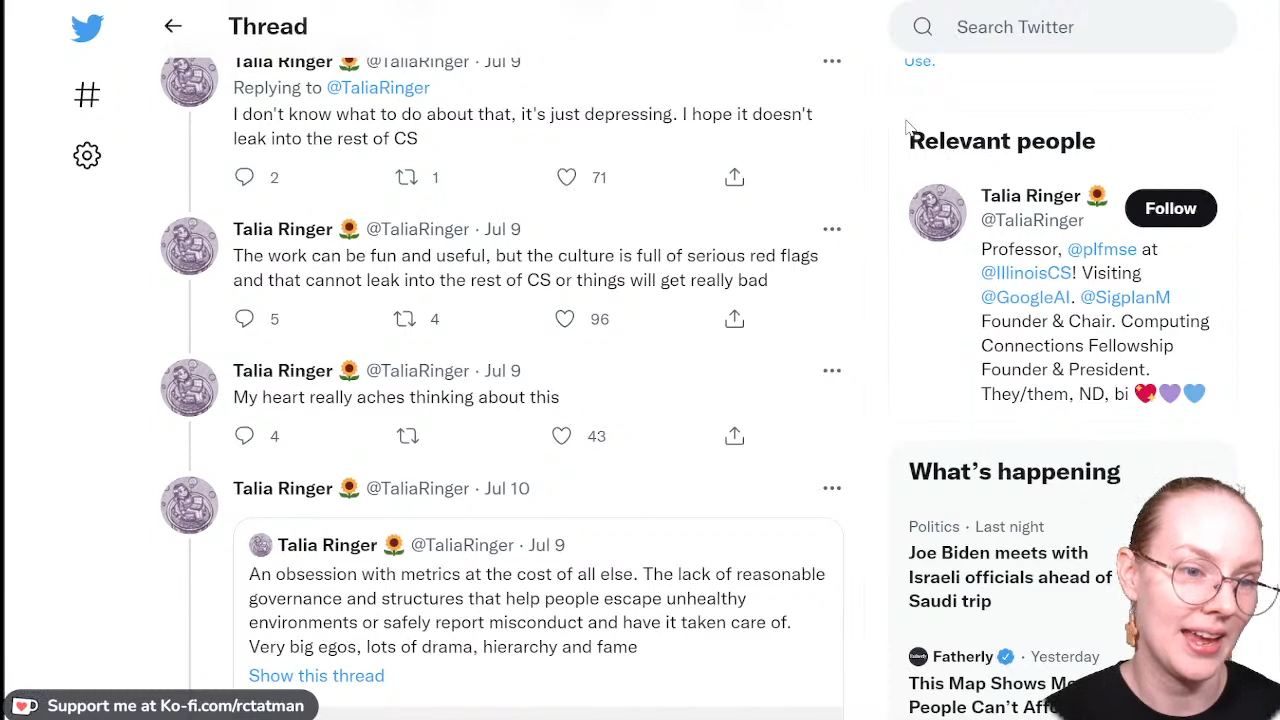 Thread
Search Twitter
Talia Ringer 🌻 @TaliaRinger · Jul 9
Replying to @TaliaRinger
I don't know what to do about that, it's just depressing. I hope it doesn't
leak into the rest of CS
2 1 71
Talia Ringer 🌻 @TaliaRinger · Jul 9
The work can be fun and useful, but the culture is full of serious red flags
and that cannot leak into the rest of CS or things will get really bad
5 4 96
Talia Ringer 🌻 @TaliaRinger · Jul 9
My heart really aches thinking about this
4 43
Talia Ringer 🌻 @TaliaRinger · Jul 10
Talia Ringer 🌻 @TaliaRinger · Jul 9
An obsession with metrics at the cost of all else. The lack of reasonable
governance and structures that help people escape unhealthy
environments or safely report misconduct and have it taken care of.
Very big egos, lots of drama, hierarchy and fame
Show this thread
Use.
Relevant people
Talia Ringer 🌻
@TaliaRinger
Follow
Professor, @plfmse at
@IllinoisCS! Visiting
@GoogleAI. @SigplanM
Founder & Chair. Computing
Connections Fellowship
Founder & President.
They/them, ND, bi 💖💜💙
What's happening
Politics · Last night
Joe Biden meets with
Israeli officials ahead of
Saudi trip
Fatherly Fatherly · Yesterday
This Map Shows
People Can't
Support me at Ko-fi.com/rctatman